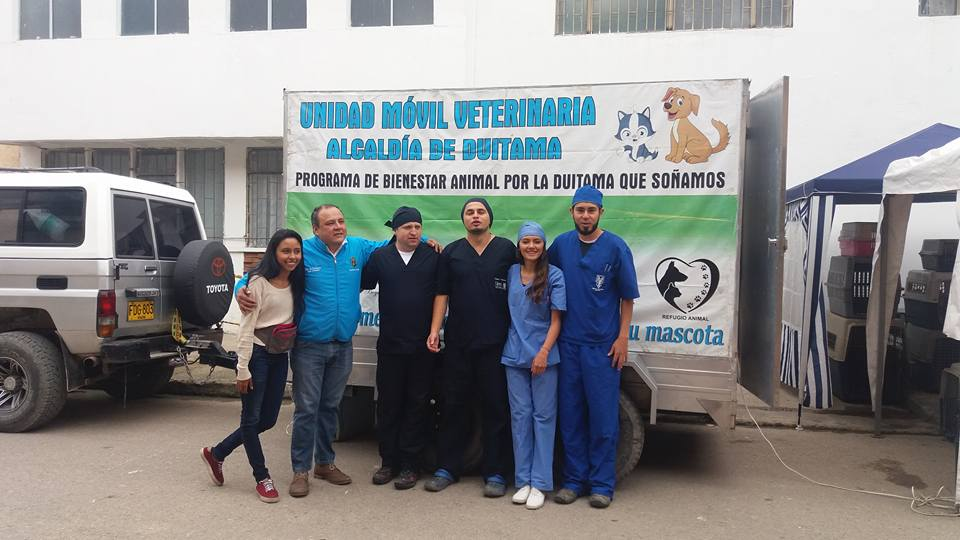 UNIDAD MÓVIL VETERINARIA
ALCALDÍA DE DUITAMA
PROGRAMA DE BIENESTAR ANIMAL POR LA DUITAMA QUE SOÑAMOS
REFUGIO ANIMAL
u mascota
TOYOTA